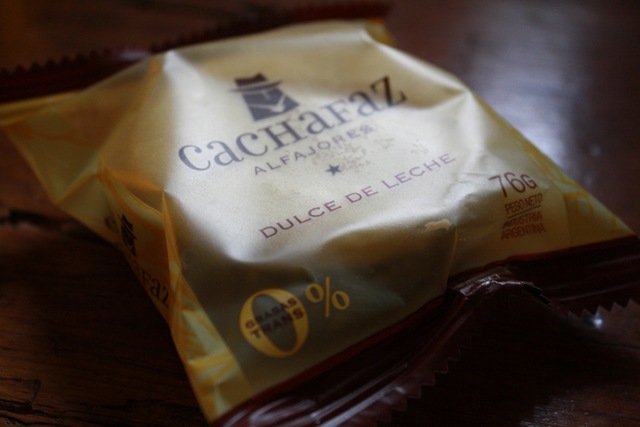 CACHAFAZ
ALFAJORES
DULCE DE LECHE
76G
PESO NETO
INDUSTRIA
ARGENTINA
0%
GRASAS
TRANS